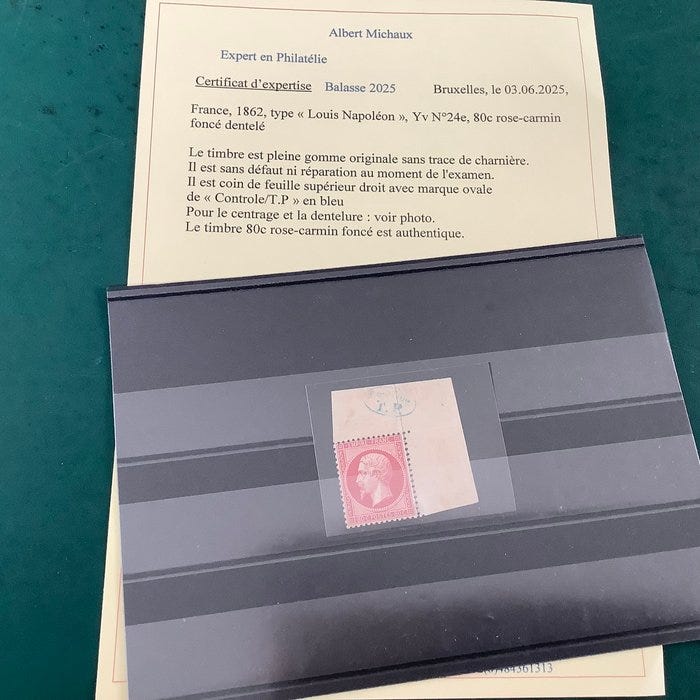 Albert Michaux
Expert en Philatélie
Certificat d'expertise Balasse 2025 Bruxelles, le 03.06.2025,
France, 1862, type « Louis Napoléon », Yv N°24e, 80c rose-carmin
foncé dentelé
Le timbre est pleine gomme originale sans trace de charnière.
Il est sans défaut ni réparation au moment de l'examen.
Il est coin de feuille supérieur droit avec marque ovale
de « Controle/T.P » en bleu
Pour le centrage et la dentelure : voir photo.
Le timbre 80c rose-carmin foncé est authentique.
T. P.
80c POSTES 80c